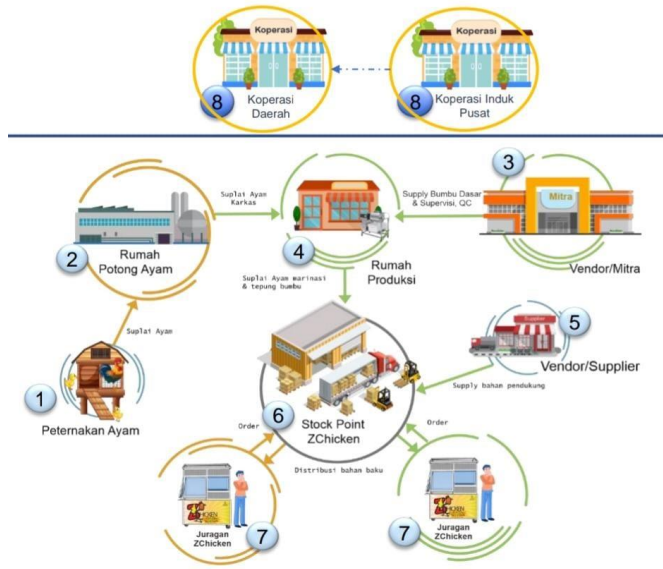 Koperasi
Koperasi
8
Koperasi
Daerah
8
Koperasi Induk
Pusat
3
Suplai Ayam
Karkas
Supply Bumbu Dasar
& Supervisi, QC
Mitra
2
Rumah
Potong Ayam
4
Rumah
Produksi
Vendor/Mitra
Suplai Ayam marinasi
& tepung bumbu
Supplier
5
Suplai Ayam
Vendor/Supplier
1
Supply bahan pendukung
Peternakan Ayam
6
Stock Point
ZChicken
Order
Order
Distribusi bahan baku
Juragan
ZChicken
7
Juragan
ZChicken
7